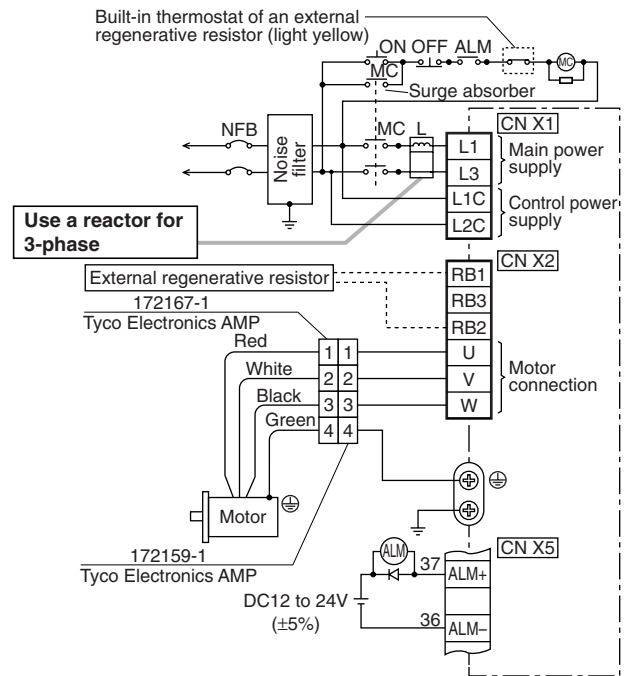 Built-in thermostat of an external
regenerative resistor (light yellow)
ON OFF ALM
MC
MC
Surge absorber
NFB
Noise
filter
MC L
CN X1
L1
L3
Main power
supply
L1C
L2C
Control power
supply
Use a reactor for
3-phase
CN X2
External regenerative resistor
RB1
RB3
RB2
172167-1
Tyco Electronics AMP
Red
White
Black
Green
1 1
2 2
3 3
4 4
U
V
W
Motor
connection
Motor
172159-1
Tyco Electronics AMP
CN X5
ALM
37
ALM+
DC12 to 24V
(±5%)
36
ALM–